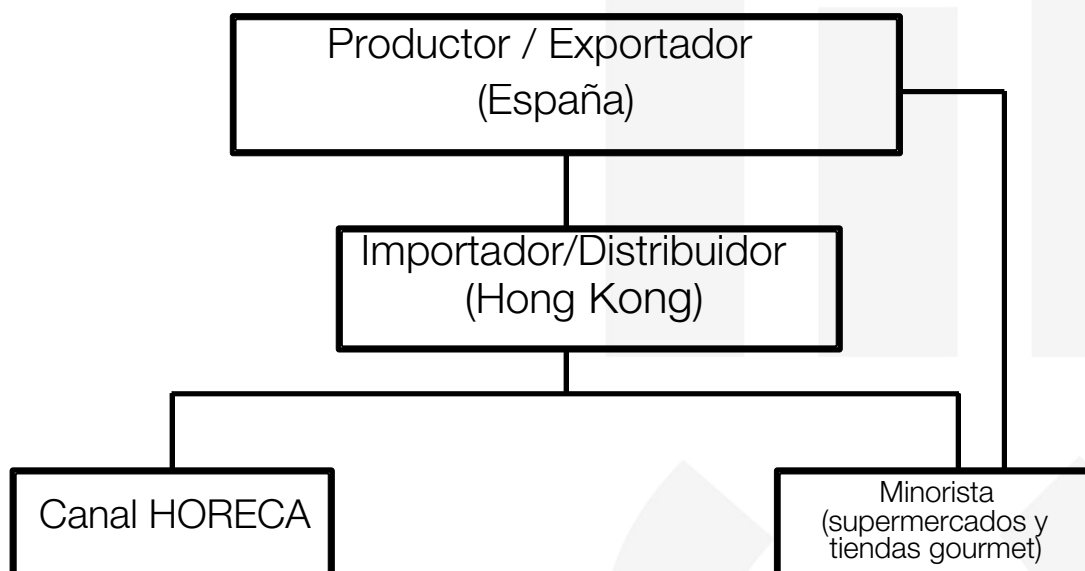 Productor / Exportador
(España)
Importador/Distribuidor
(Hong Kong)
Canal HORECA
Minorista
(supermercados y
tiendas gourmet)